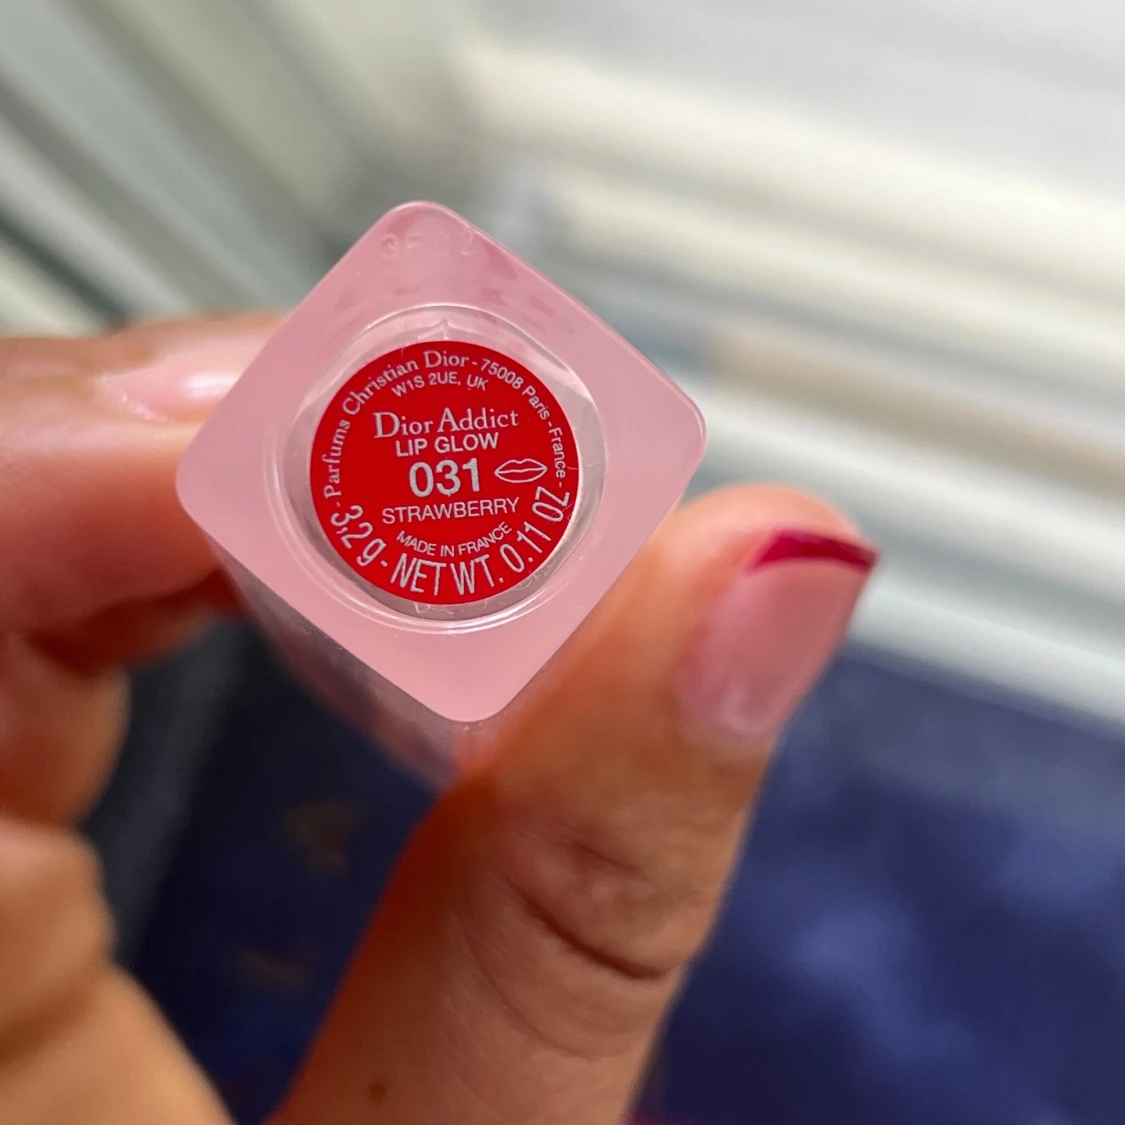 - Parfums Christian Dior - 75008 Paris - France -
W1S 2UE, UK
Dior Addict
LIP GLOW
031
STRAWBERRY
MADE IN FRANCE
3,2 g - NET WT. 0.11 OZ